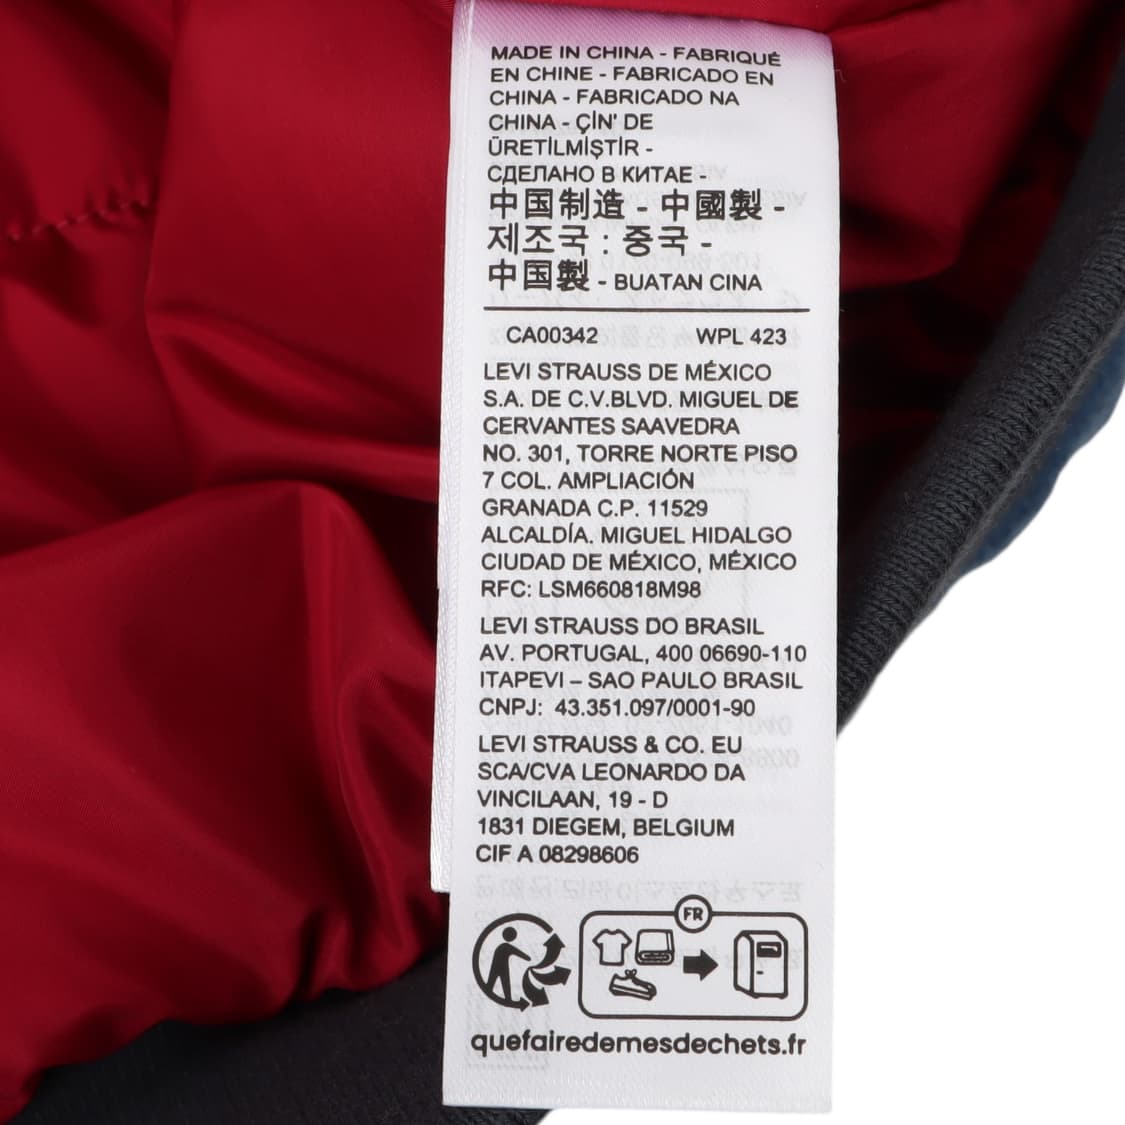 MADE IN CHINA - FABRIQUÉ
EN CHINE - FABRICADO EN
CHINA - FABRICADO NA
CHINA - ÇİN' DE
ÜRETİLMİŞTİR -
СДЕЛАНО В КИТАЕ -
中国制造 - 中國製 -
제조국 : 중국 -
中国製 - BUATAN CINA
CA00342 WPL 423
LEVI STRAUSS DE MÉXICO
S.A. DE C.V.BLVD. MIGUEL DE
CERVANTES SAAVEDRA
NO. 301, TORRE NORTE PISO
7 COL. AMPLIACIÓN
GRANADA C.P. 11529
ALCALDÍA. MIGUEL HIDALGO
CIUDAD DE MÉXICO, MÉXICO
RFC: LSM660818M98
LEVI STRAUSS DO BRASIL
AV. PORTUGAL, 400 06690-110
ITAPEVI – SAO PAULO BRASIL
CNPJ: 43.351.097/0001-90
LEVI STRAUSS & CO. EU
SCA/CVA LEONARDO DA
VINCILAAN, 19 - D
1831 DIEGEM, BELGIUM
CIF A 08298606
FR
quefairedemesdechets.fr